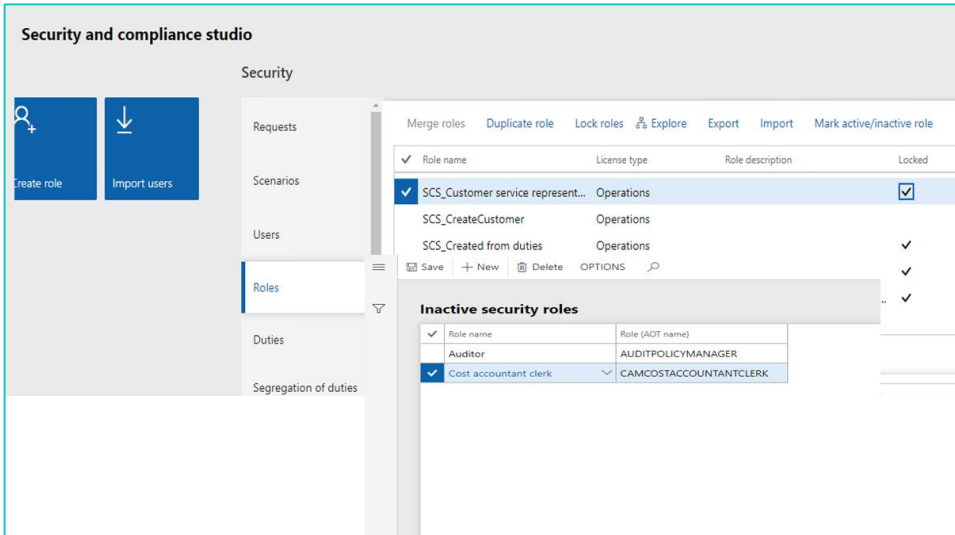 Security and compliance studio
Security
Create role
Import users
Requests
Scenarios
Users
Roles
Duties
Segregation of duties
Merge roles Duplicate role Lock roles Explore Export Import Mark active/inactive role
Role name License type Role description Locked
SCS_Customer service represent... Operations
SCS_CreateCustomer Operations
SCS_Created from duties Operations
..
Save New Delete OPTIONS
Inactive security roles
Role name Role (AOT name)
Auditor AUDITPOLICYMANAGER
Cost accountant clerk CAMCOSTACCOUNTANTCLERK